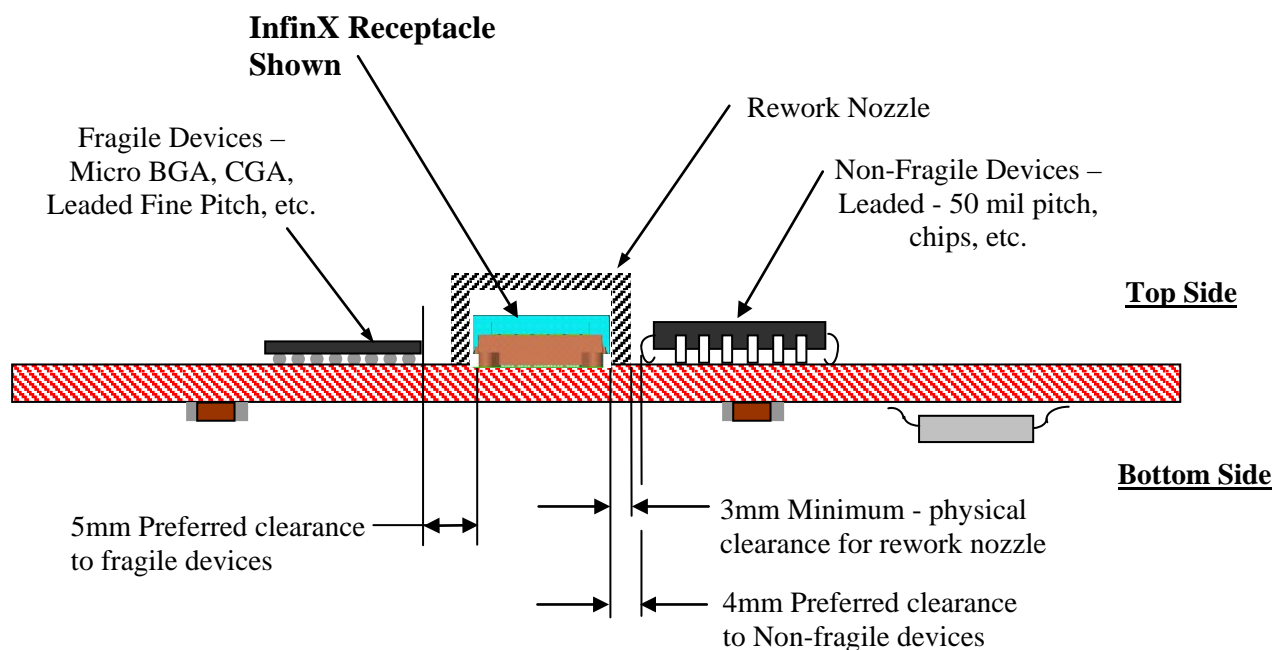 InfinX Receptacle
Shown
Rework Nozzle
Fragile Devices –
Micro BGA, CGA,
Leaded Fine Pitch, etc.
Non-Fragile Devices –
Leaded - 50 mil pitch,
chips, etc.
Top Side
Bottom Side
5mm Preferred clearance
to fragile devices
3mm Minimum - physical
clearance for rework nozzle
4mm Preferred clearance
to Non-fragile devices